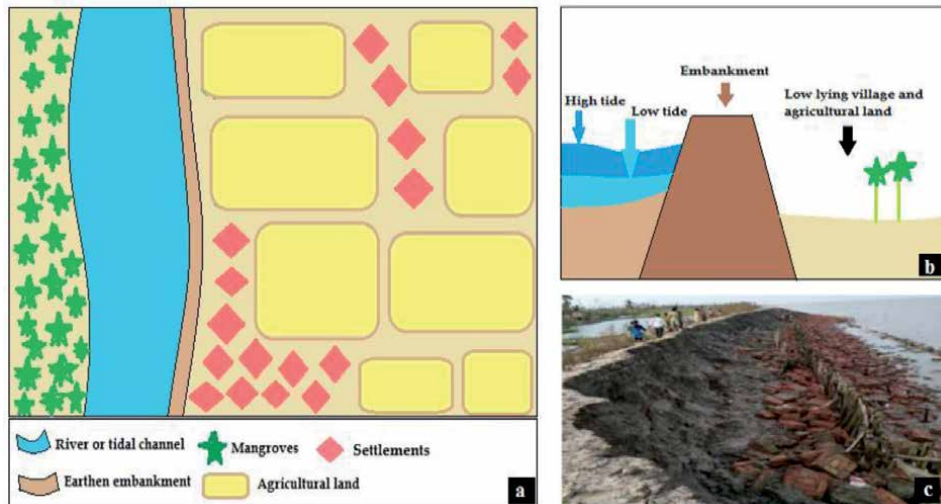 River or tidal channel
Mangroves
Settlements
Earthen embankment
Agricultural land
a
Embankment
High tide
Low tide
Low lying village and
agricultural land
b
c